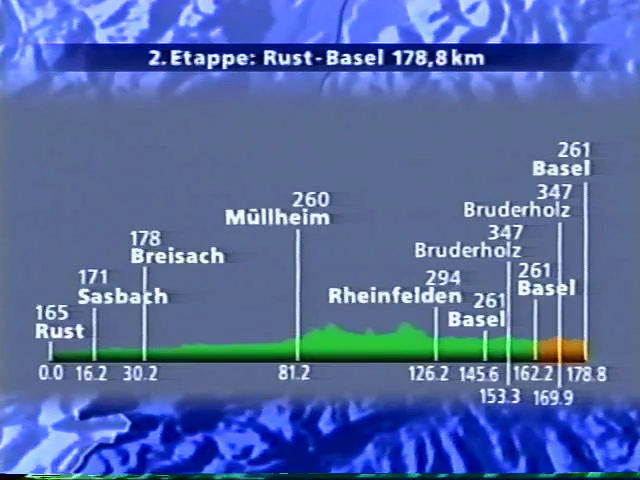 2. Etappe: Rust-Basel 178,8 km
261
Basel
347
Bruderholz
260
Müllheim
347
Bruderholz
178
Breisach
261
Basel
171
Sasbach
294
Rheinfelden
261
Basel
165
Rust
0.0 16.2 30.2 81.2 126.2 145.6 162.2 178.8
153.3 169.9